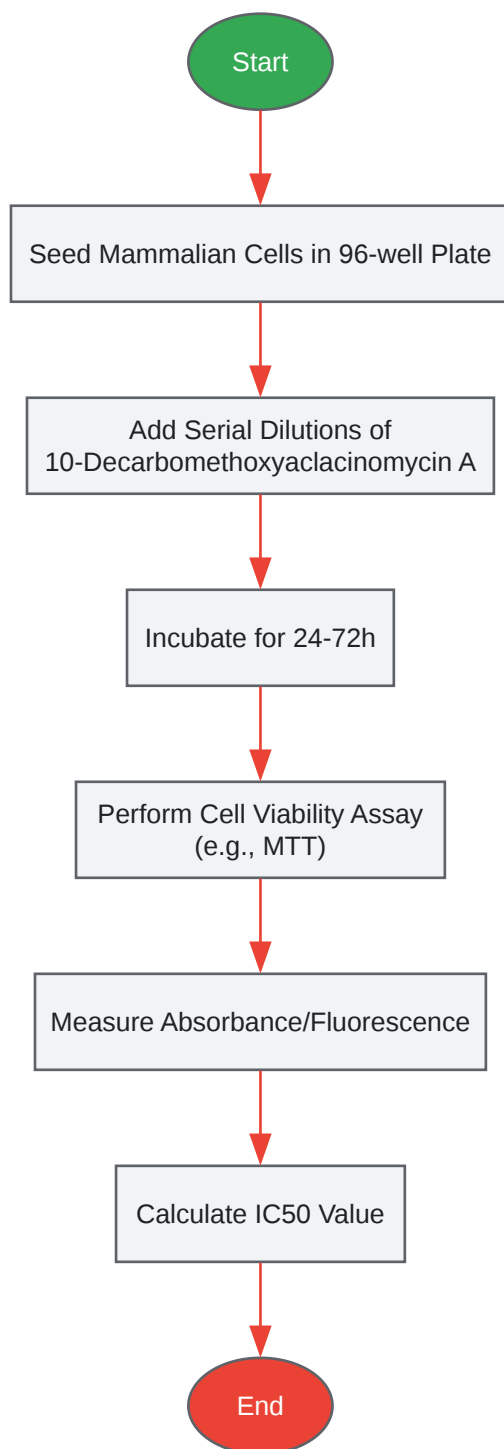 Start
Seed Mammalian Cells in 96-well Plate
Add Serial Dilutions of
10-Decarbomethoxyaclacinomycin A
Incubate for 24-72h
Perform Cell Viability Assay
(e.g., MTT)
Measure Absorbance/Fluorescence
Calculate IC50 Value
End